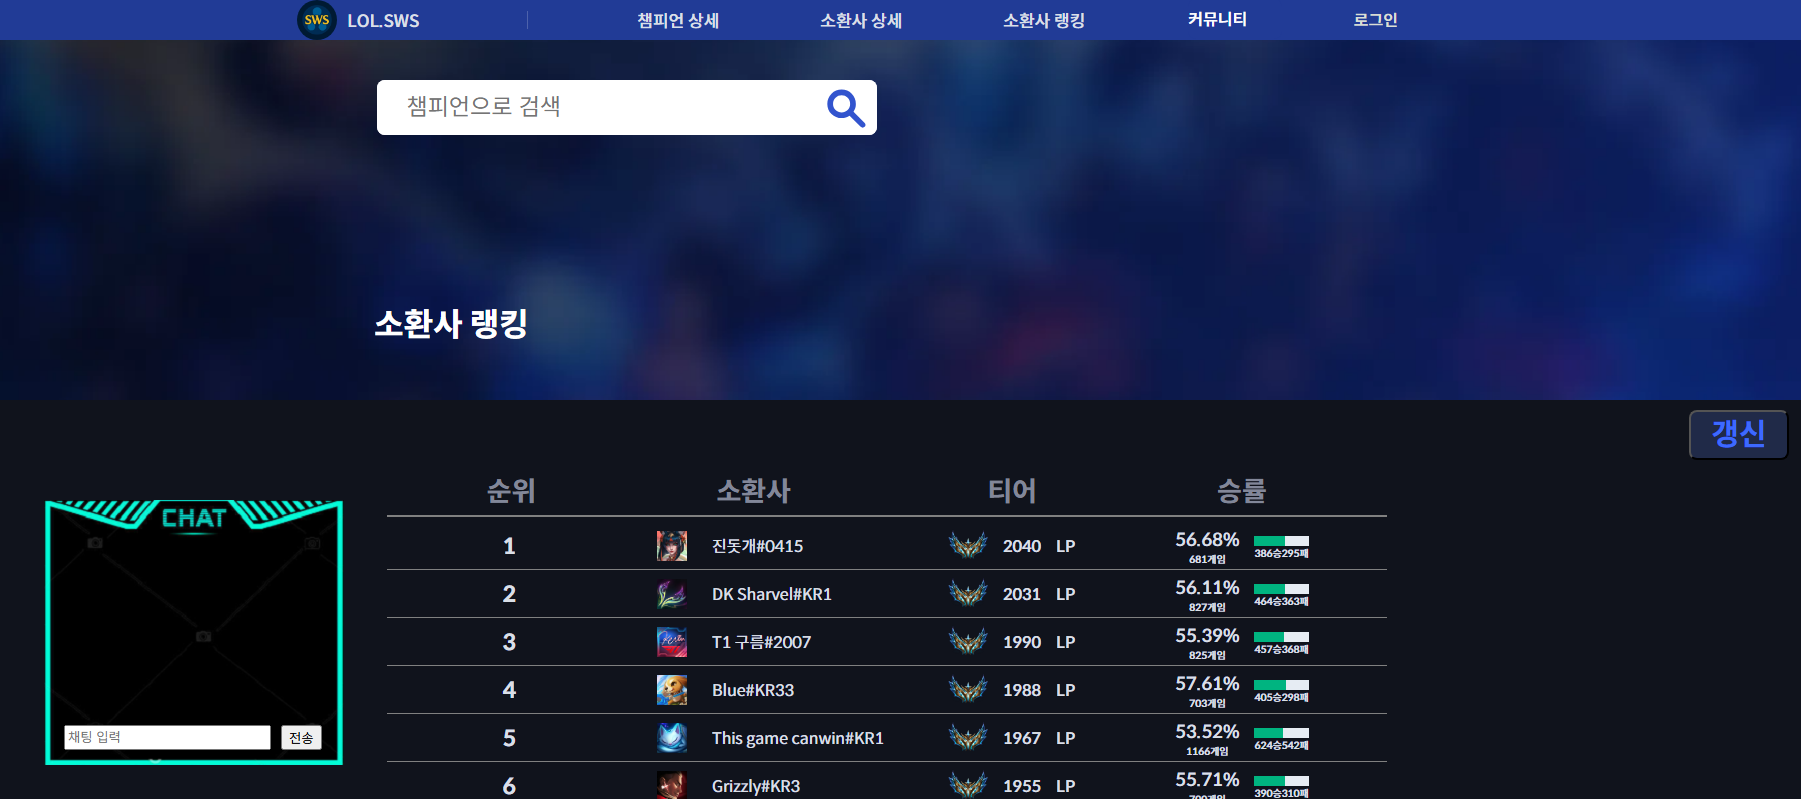 SWS LOL.SWS 챔피언 상세 소환사 상세 소환사 랭킹 커뮤니티 로그인
챔피언으로 검색
소환사 랭킹
갱신
순위 소환사 티어 승률
CHAT
1 진돗개#0415 2040 LP 56.68% 681게임 386승295패
2 DK Sharvel#KR1 2031 LP 56.11% 827게임 464승363패
3 T1 구름#2007 1990 LP 55.39% 825게임 457승368패
4 Blue#KR33 1988 LP 57.61% 703게임 405승298패
5 This game canwin#KR1 1967 LP 53.52% 1166게임 624승542패
채팅 입력 전송
6 Grizzly#KR3 1955 LP 55.71% 390승310패